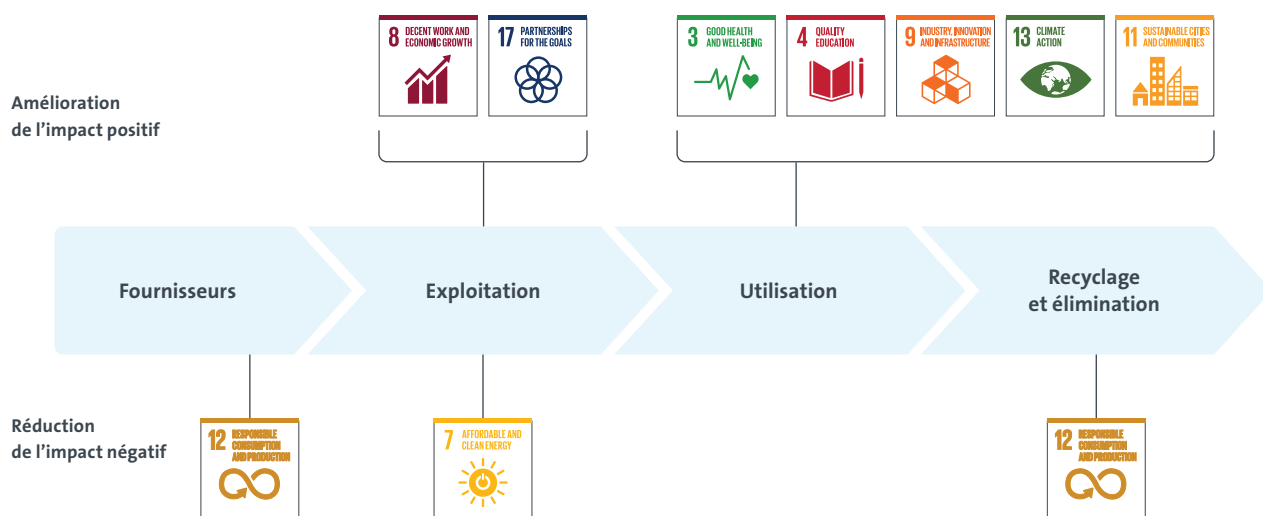 8 DECENT WORK AND
ECONOMIC GROWTH
17 PARTNERSHIPS
FOR THE GOALS
3 GOOD HEALTH
AND WELL-BEING
4 QUALITY
EDUCATION
9 INDUSTRY, INNOVATION
AND INFRASTRUCTURE
13 CLIMATE
ACTION
11 SUSTAINABLE CITIES
AND COMMUNITIES
Amélioration
de l’impact positif
Fournisseurs
Exploitation
Utilisation
Recyclage
et élimination
Réduction
de l’impact négatif
12 RESPONSIBLE
CONSUMPTION
AND PRODUCTION
7 AFFORDABLE AND
CLEAN ENERGY
12 RESPONSIBLE
CONSUMPTION
AND PRODUCTION